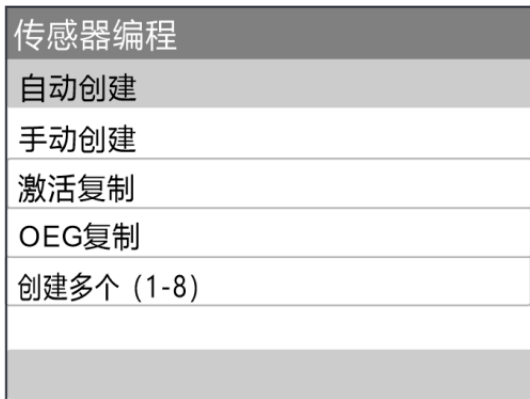 传感器编程
自动创建
手动创建
激活复制
OEG复制
创建多个 (1-8)